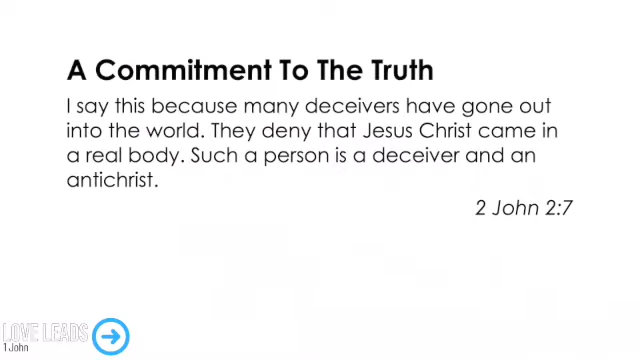 A Commitment To The Truth
I say this because many deceivers have gone out
into the world. They deny that Jesus Christ came in
a real body. Such a person is a deceiver and an
antichrist.
2 John 2:7
LOVE LEADS
1 John